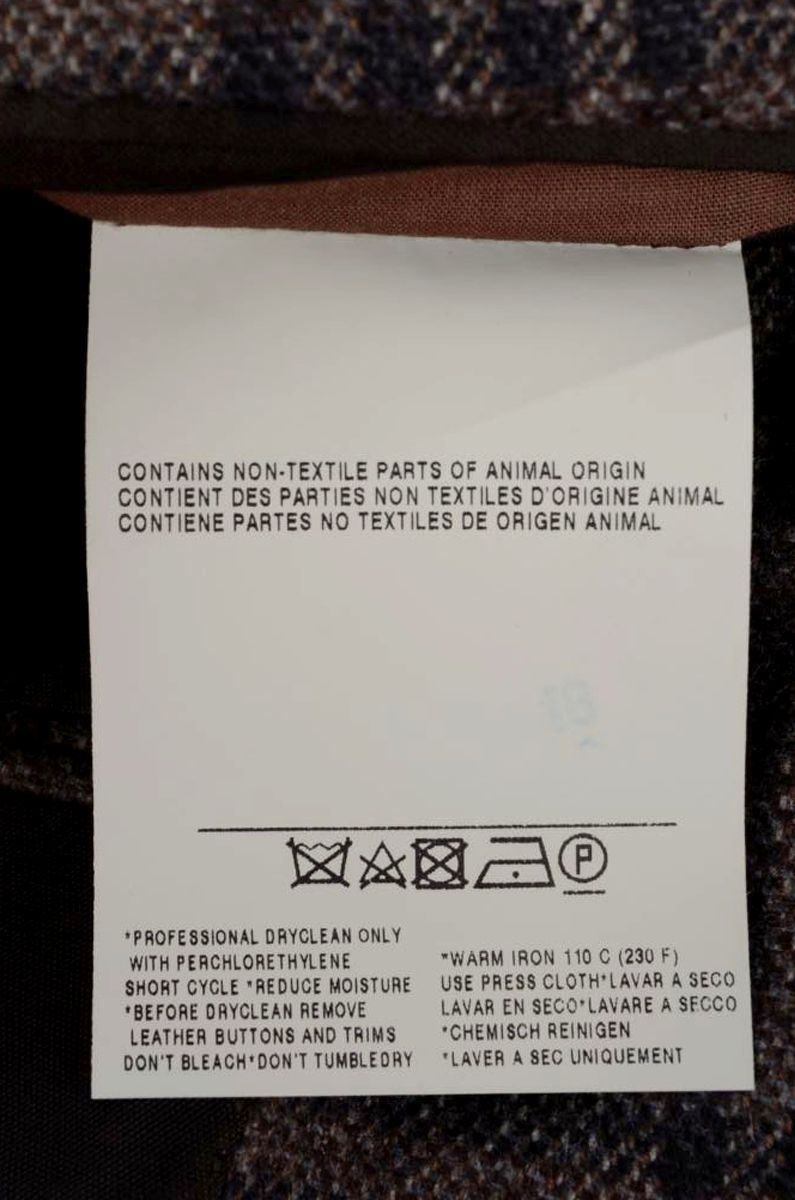 CONTAINS NON-TEXTILE PARTS OF ANIMAL ORIGIN
CONTIENT DES PARTIES NON TEXTILES D'ORIGINE ANIMAL
CONTIENE PARTES NO TEXTILES DE ORIGEN ANIMAL
P
*PROFESSIONAL DRYCLEAN ONLY
WITH PERCHLORETHYLENE
SHORT CYCLE *REDUCE MOISTURE
*BEFORE DRYCLEAN REMOVE
LEATHER BUTTONS AND TRIMS
DON'T BLEACH*DON'T TUMBLEDRY
*WARM IRON 110 C (230 F)
USE PRESS CLOTH*LAVAR A SECO
LAVAR EN SECO*LAVARE A SECCO
*CHEMISCH REINIGEN
*LAVER A SEC UNIQUEMENT